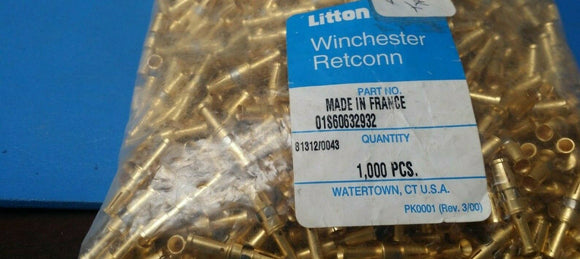 Litton
Winchester
Retconn
PART NO.
MADE IN FRANCE
01S60632932
81312/0043 QUANTITY
1,000 PCS.
WATERTOWN, CT U.S.A.
PK0001 (Rev. 3/00)